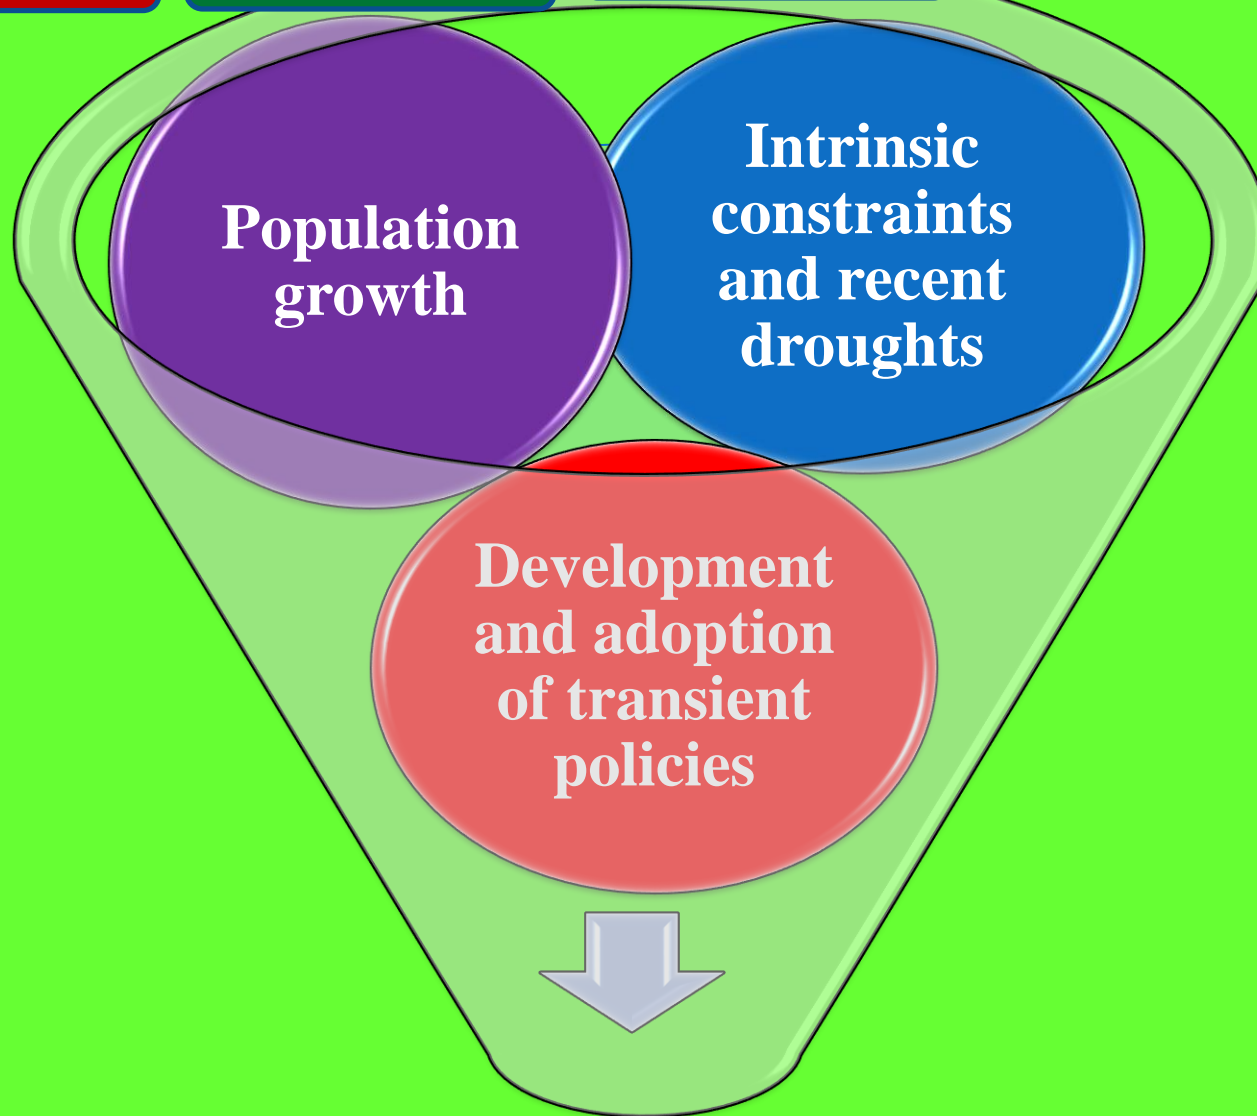 Population
growth
Intrinsic
constraints
and recent
droughts
Development
and adoption
of transient
policies